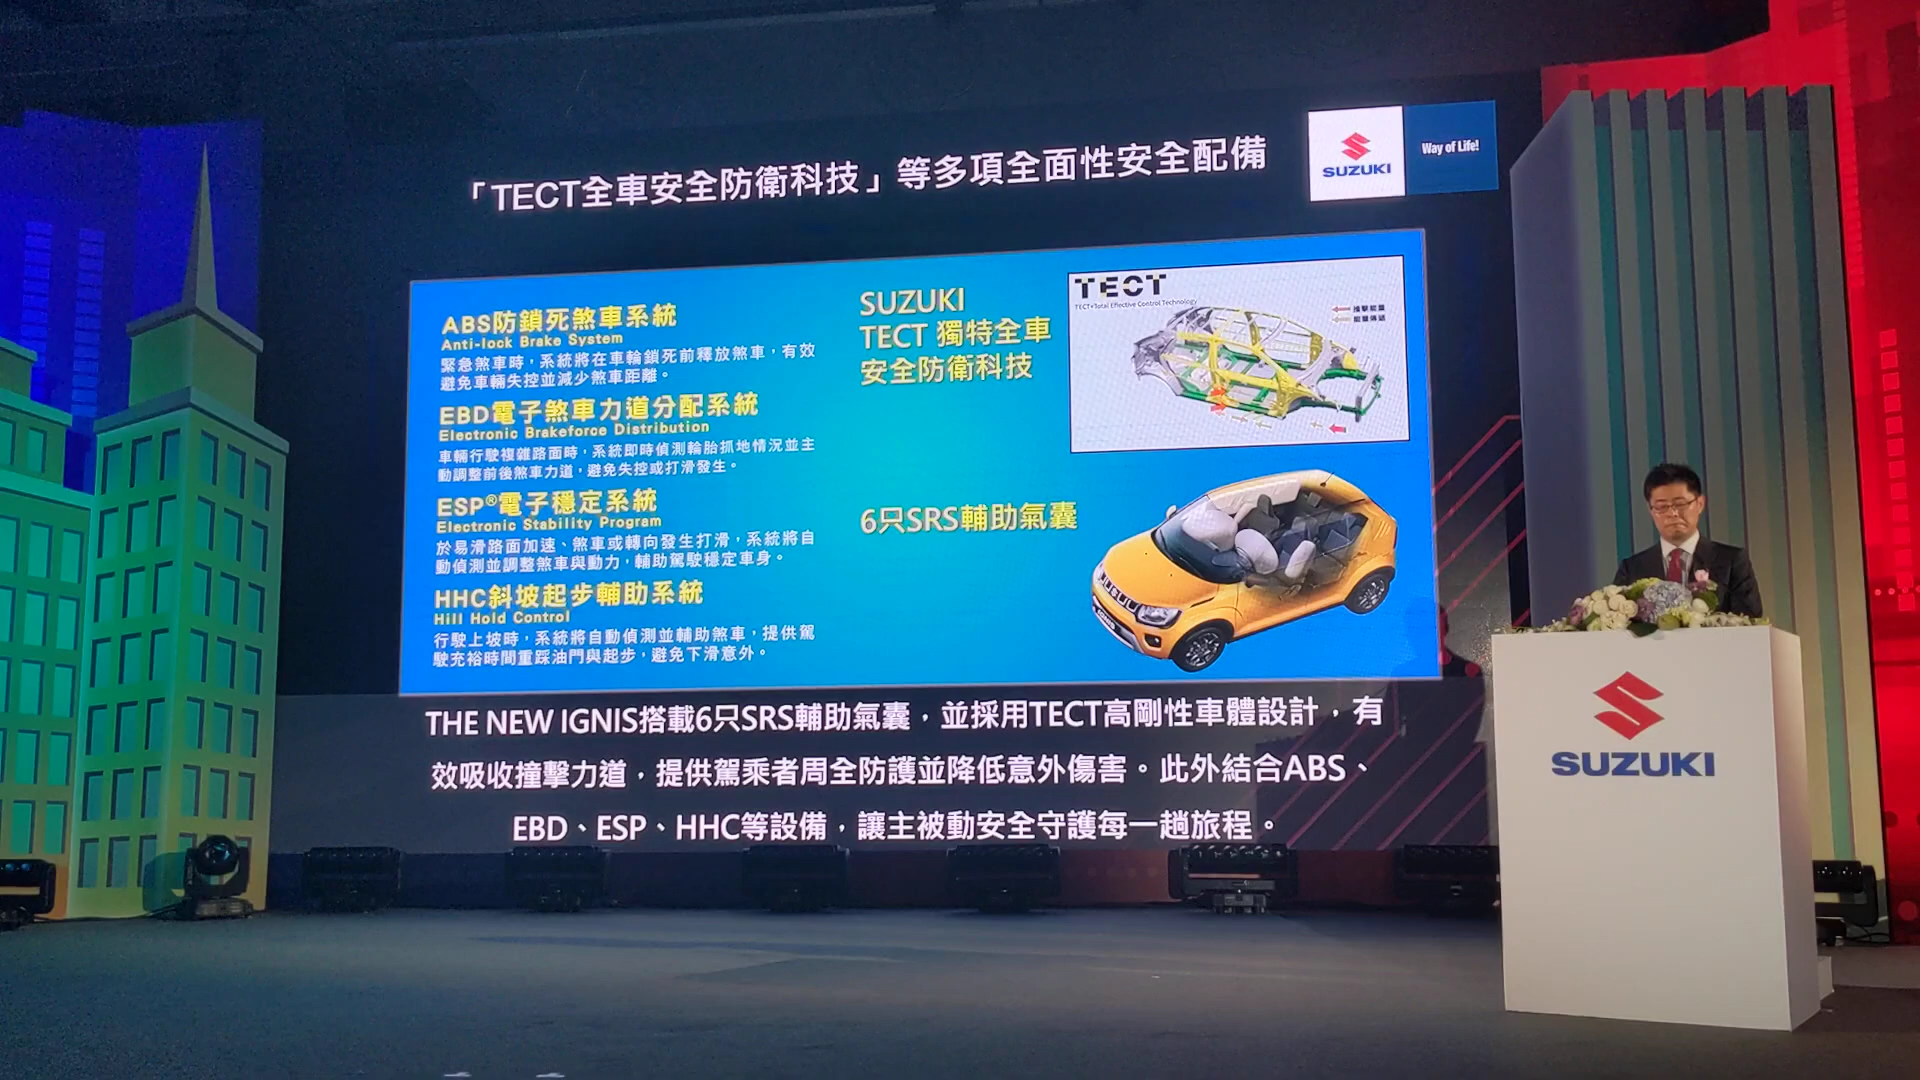 「TECT全車安全防衛科技」等多項全面性安全配備
SUZUKI
Way of Life!
ABS防鎖死煞車系統
Anti-lock Brake System
緊急煞車時，系統將在車輪鎖死前釋放煞車，有效
避免車輛失控並減少煞車距離。
EBD電子煞車力道分配系統
Electronic Brakeforce Distribution
車輛行駛複雜路面時，系統即時偵測輪胎抓地情況並主
動調整前後煞車力道，避免失控或打滑發生。
ESP®電子穩定系統
Electronic Stability Program
於易滑路面加速、煞車或轉向發生打滑，系統將自
動偵測並調整煞車與動力，輔助駕駛穩定車身。
HHC斜坡起步輔助系統
Hill Hold Control
行駛上坡時，系統將自動偵測並輔助煞車，提供駕
駛充裕時間重踩油門與起步，避免下滑意外。
SUZUKI
TECT 獨特全車
安全防衛科技
TECT
TECT=Total Effective Control Technology
撞擊能量
能量傳遞
6只SRS輔助氣囊
IGNIS
THE NEW IGNIS搭載6只SRS輔助氣囊，並採用TECT高剛性車體設計，有
效吸收撞擊力道，提供駕乘者周全防護並降低意外傷害。此外結合ABS、
EBD、ESP、HHC等設備，讓主被動安全守護每一趟旅程。
SUZUKI